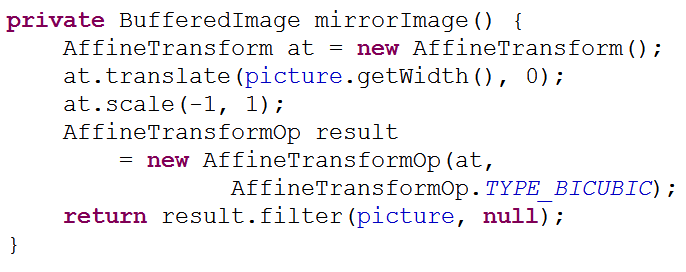 private BufferedImage mirrorImage() {
    AffineTransform at = new AffineTransform();
    at.translate(picture.getWidth(), 0);
    at.scale(-1, 1);
    AffineTransformOp result
        = new AffineTransformOp(at,
                AffineTransformOp.TYPE_BICUBIC);
    return result.filter(picture, null);
}